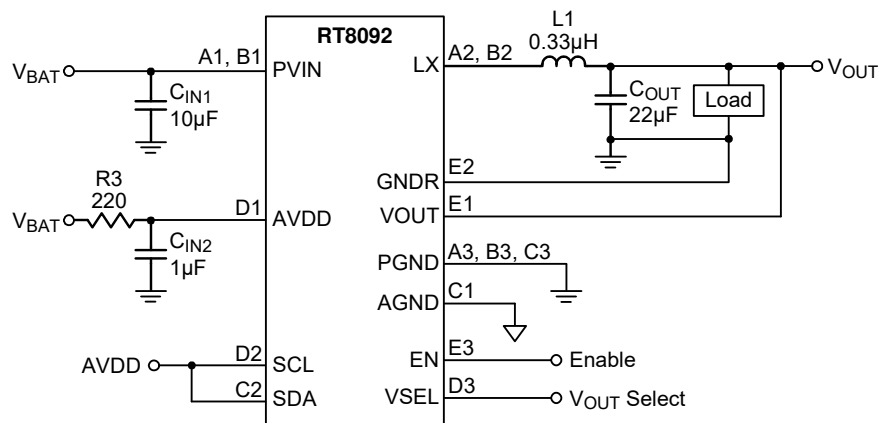 L1
0.33µH
RT8092
A1, B1
PVIN
LX
A2, B2
VBAT
VOUT
CIN1
10µF
COUT
22µF
Load
R3
220
E2
GNDR
VBAT
D1
AVDD
VOUT
E1
CIN2
1µF
PGND
A3, B3, C3
AGND
C1
AVDD
D2
SCL
EN
E3
Enable
C2
SDA
VSEL
D3
VOUT Select